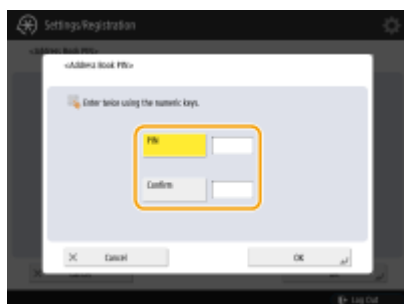 Settings/Registration
<Address Book PIN>
<Address Book PIN>
Enter twice using the numeric keys.
PIN
Confirm
Cancel
OK
Log Out